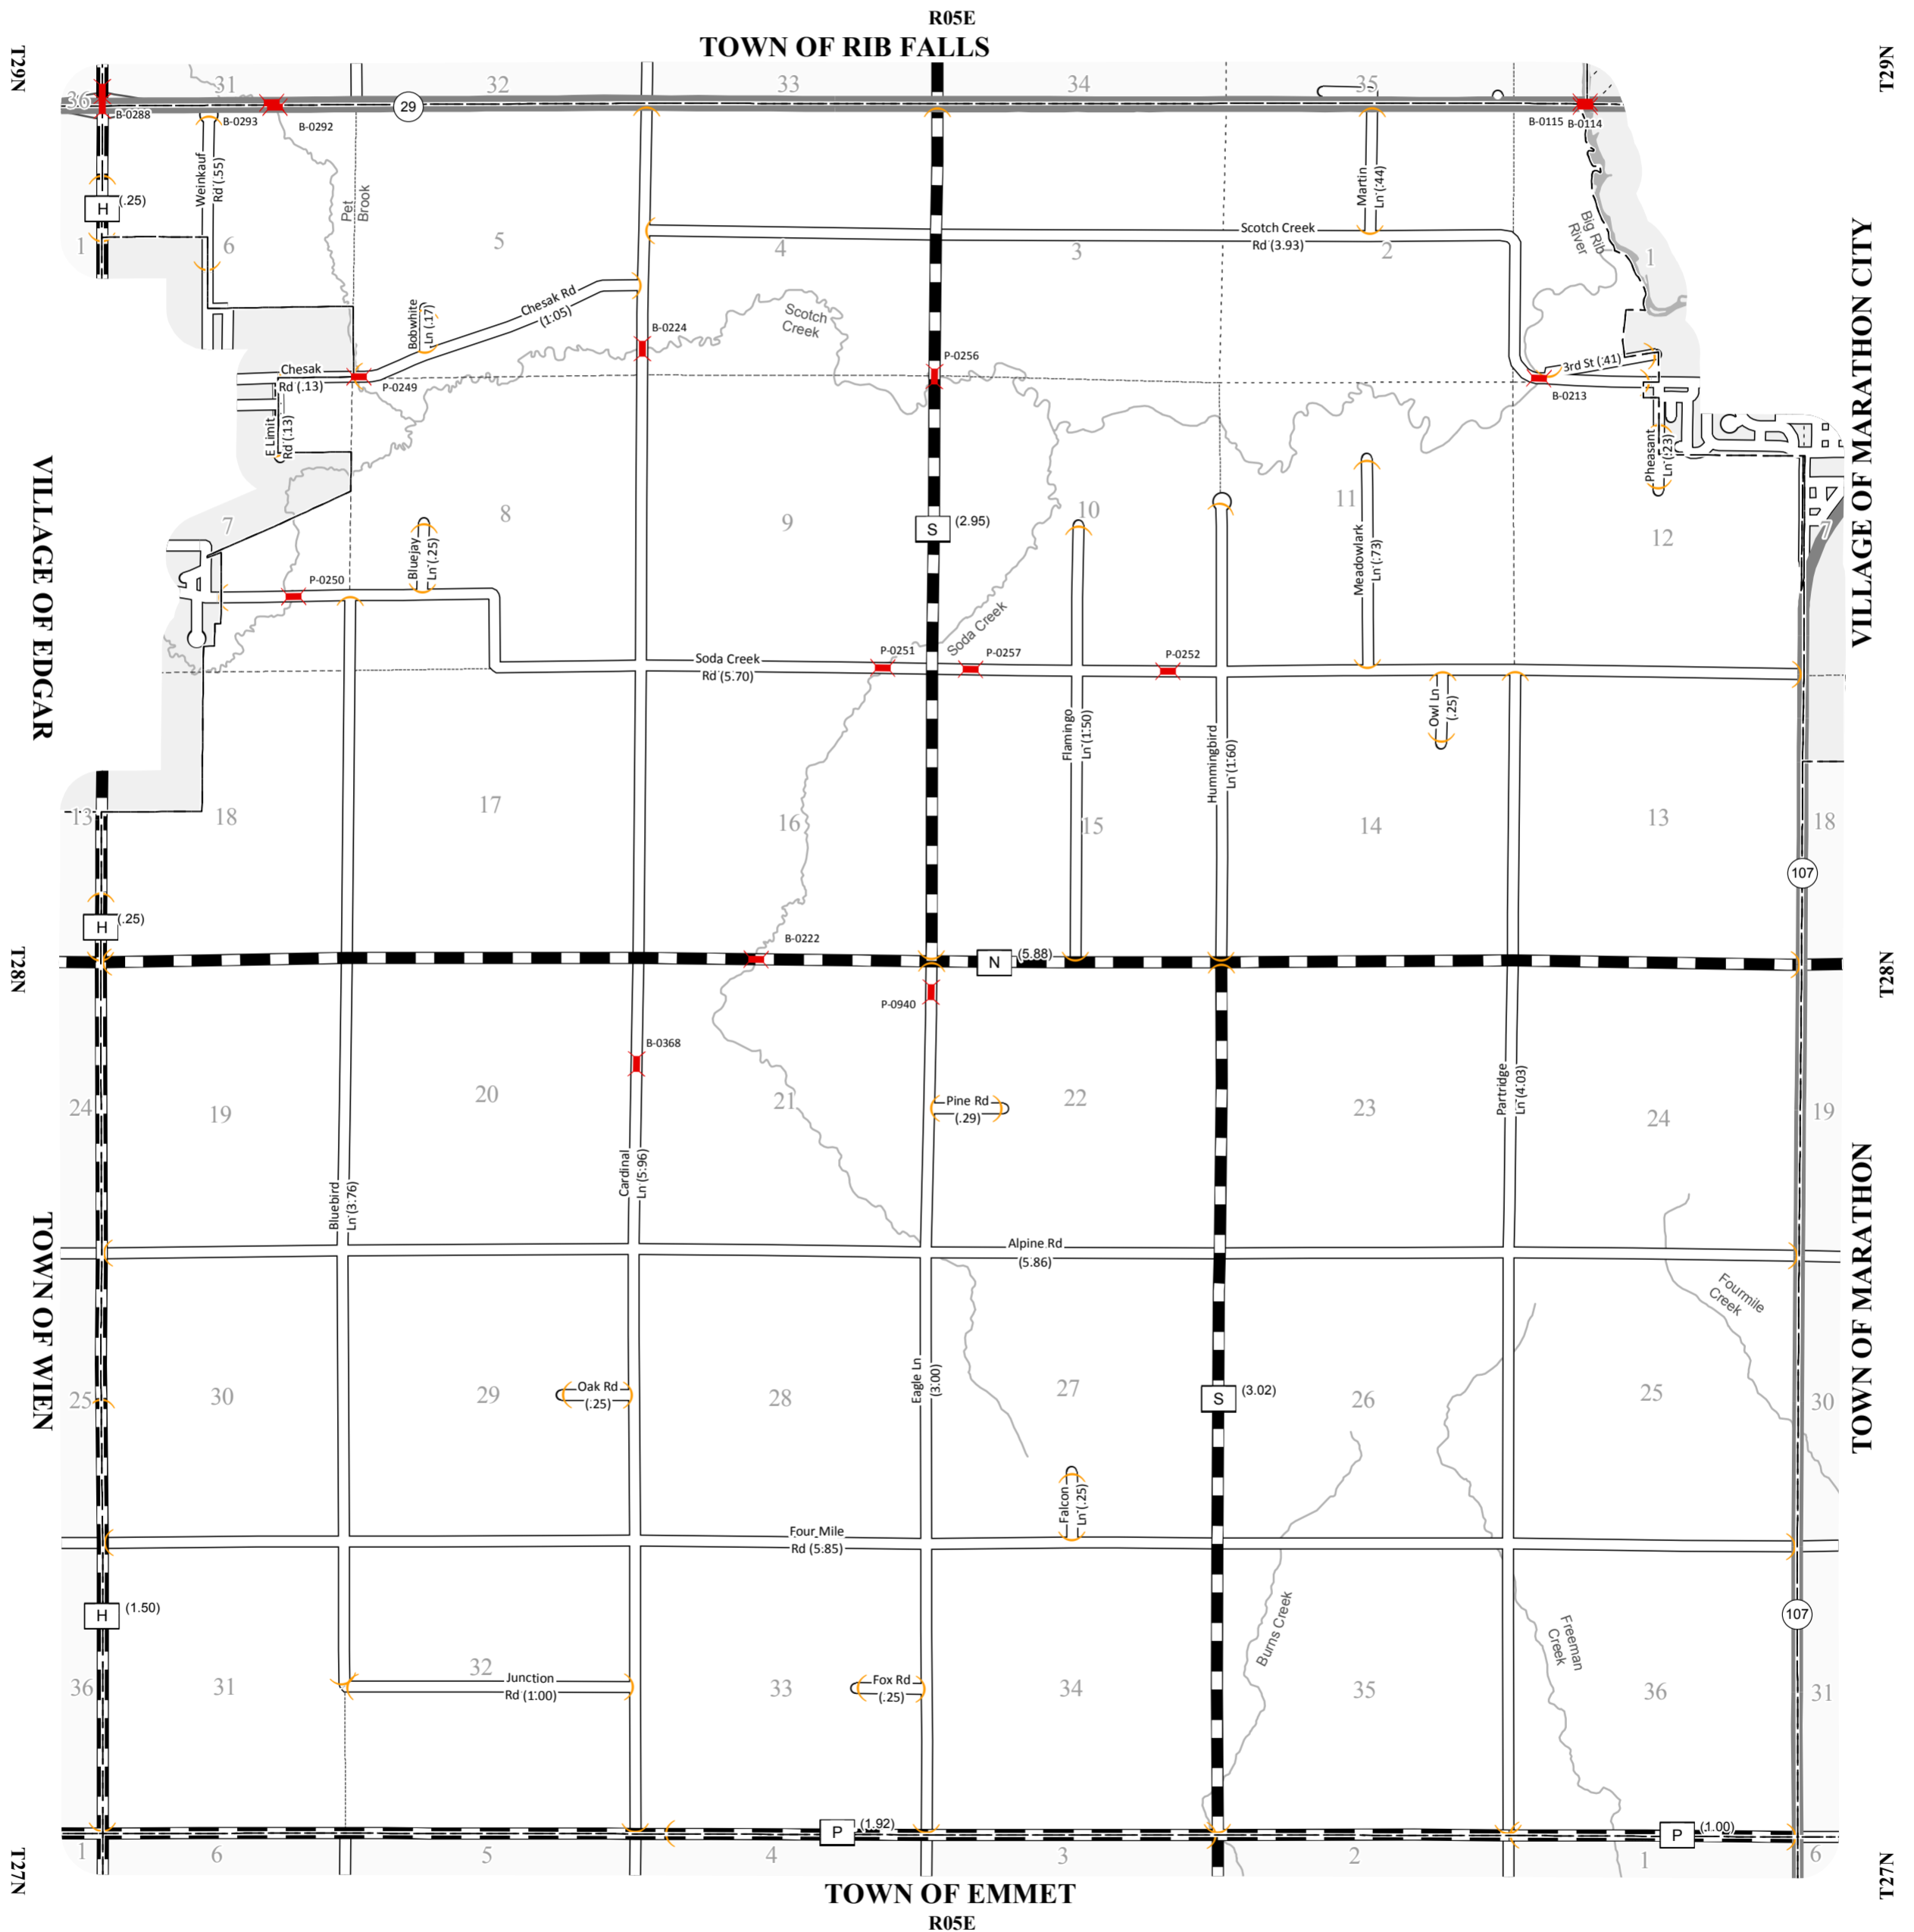 R05E
TOWN OF RIB FALLS
T29N
T29N
31
32
33
34
35
36
29
B-0288
B-0293
B-0292
B-0115
B-0114
Weinkauf
Rd (.55)
Pet
Brook
Martin
Ln (.44)
H
(.25)
Big Rib
River
1
6
5
4
3
Scotch Creek
Rd (3.93)
2
1
Chesak Rd
(1.05)
Bobwhite
Ln (.17)
Scotch
Creek
B-0224
P-0256
VILLAGE OF MARATHON CITY
Chesak
Rd (.13)
P-0249
3rd St (.41)
B-0213
E Limit
Rd (.13)
Pheasant
Ln (.23)
VILLAGE OF EDGAR
7
8
9
10
11
12
7
S
(2.95)
Bluejay
Ln (.25)
Meadowlark
Ln (.73)
P-0250
Soda Creek
Soda Creek
Rd (5.70)
P-0251
P-0257
P-0252
Flamingo
Ln (1.50)
Hummingbird
Ln (1.60)
Owl Ln
(.25)
13
18
17
16
15
14
13
18
107
H
(.25)
T28N
T28N
B-0222
N
(5.88)
P-0940
B-0368
24
19
20
21
Pine Rd
(.29)
22
23
24
19
Partridge
Ln (4.03)
Bluebird
Ln (3.76)
Cardinal
Ln (5.96)
TOWN OF WIEN
TOWN OF MARATHON
Alpine Rd
(5.86)
Fourmile
Creek
25
30
29
Oak Rd
(.25)
28
Eagle Ln
(3.00)
27
S
(3.02)
26
25
30
Falcon
Ln (.25)
Four Mile
Rd (5.85)
H
(1.50)
107
Burns Creek
Freeman
Creek
36
31
32
Junction
Rd (1.00)
33
Fox Rd
(.25)
34
35
36
31
P
(1.92)
P
(1.00)
1
6
5
4
3
2
1
6
T27N
T27N
TOWN OF EMMET
R05E